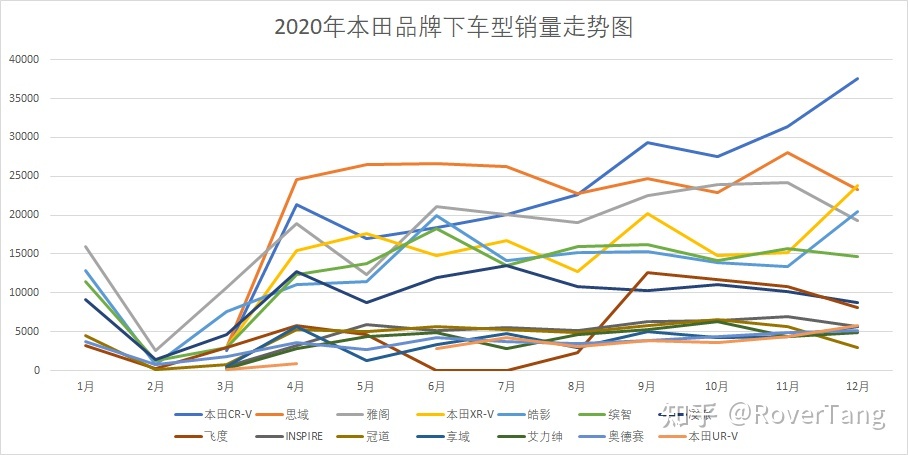 2020年本田品牌下车型销量走势图
40000
35000
30000
25000
20000
15000
10000
5000
0
1月 2月 3月 4月 5月 6月 7月 8月 9月 10月 11月 12月
本田CR-V 思域 雅阁 本田XR-V 皓影 缤智
飞度 INSPIRE 冠道 享域 艾力绅 奥德赛 本田UR-V
知乎 @RoverTang